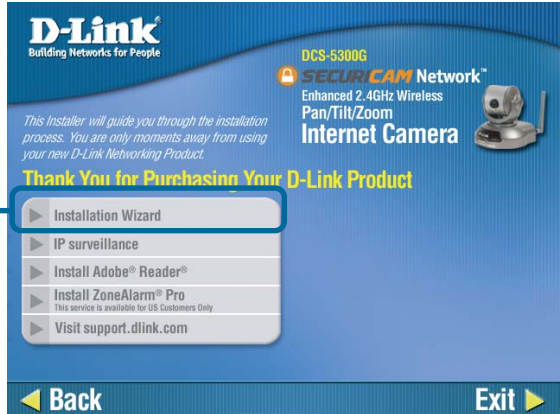 D-Link
Building Networks for People
DCS-5300G
SECURICAM Network™
Enhanced 2.4GHz Wireless
Pan/Tilt/Zoom
Internet Camera
This Installer will guide you through the installation
process. You are only moments away from using
your new D-Link Networking Product.
Thank You for Purchasing Your D-Link Product
Installation Wizard
IP surveillance
Install Adobe® Reader®
Install ZoneAlarm® Pro
This service is available for US Customers Only
Visit support.dlink.com
Back
Exit